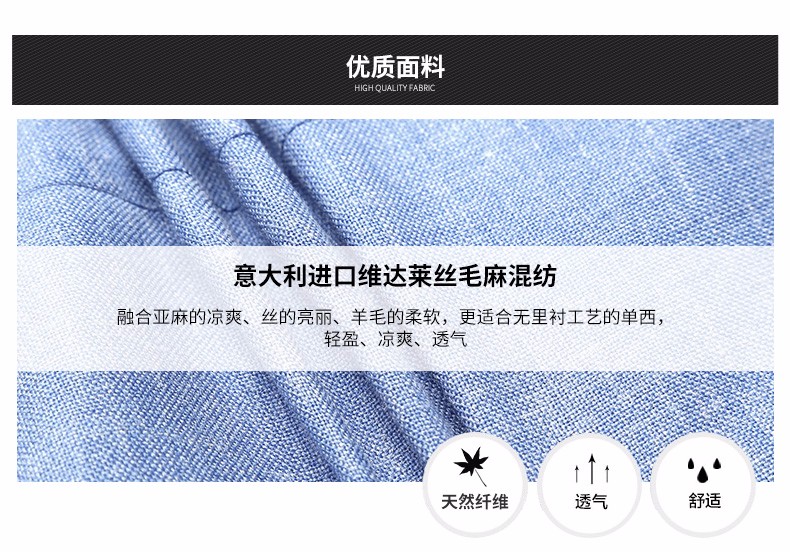 优质面料
HIGH QUALITY FABRIC
意大利进口维达莱丝毛麻混纺
融合亚麻的凉爽、丝的亮丽、羊毛的柔软，更适合无里衬工艺的单西，
轻盈、凉爽、透气
天然纤维
透气
舒适